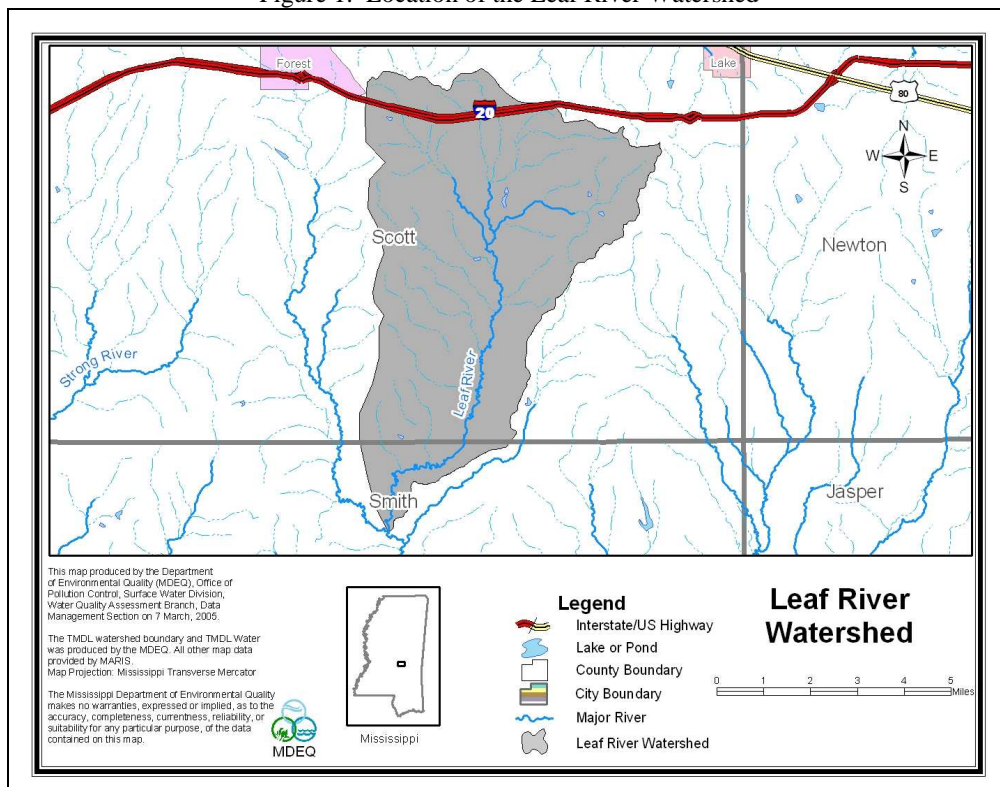 Figure 1. Location of the Leaf River Watershed
Forest
Lake
20
80
N
W E
S
Scott
Newton
Strong River
Leaf River
Smith
Jasper
This map produced by the Department
of Environmental Quality (MDEQ), Office of
Pollution Control, Surface Water Division,
Water Quality Assessment Branch, Data
Management Section on 7 March, 2005.
The TMDL watershed boundary and TMDL Water
was produced by the MDEQ. All other map data
provided by MARIS.
Map Projection: Mississippi Transverse Mercator
The Mississippi Department of Environmental Quality
makes no warranties, expressed or implied, as to the
accuracy, completeness, currentness, reliability, or
suitability for any particular purpose, of the data
contained on this map.
MDEQ
Mississippi
Legend
Interstate/US Highway
Lake or Pond
County Boundary
City Boundary
Major River
Leaf River Watershed
Leaf River
Watershed
0 1 2 3 4 5
Miles